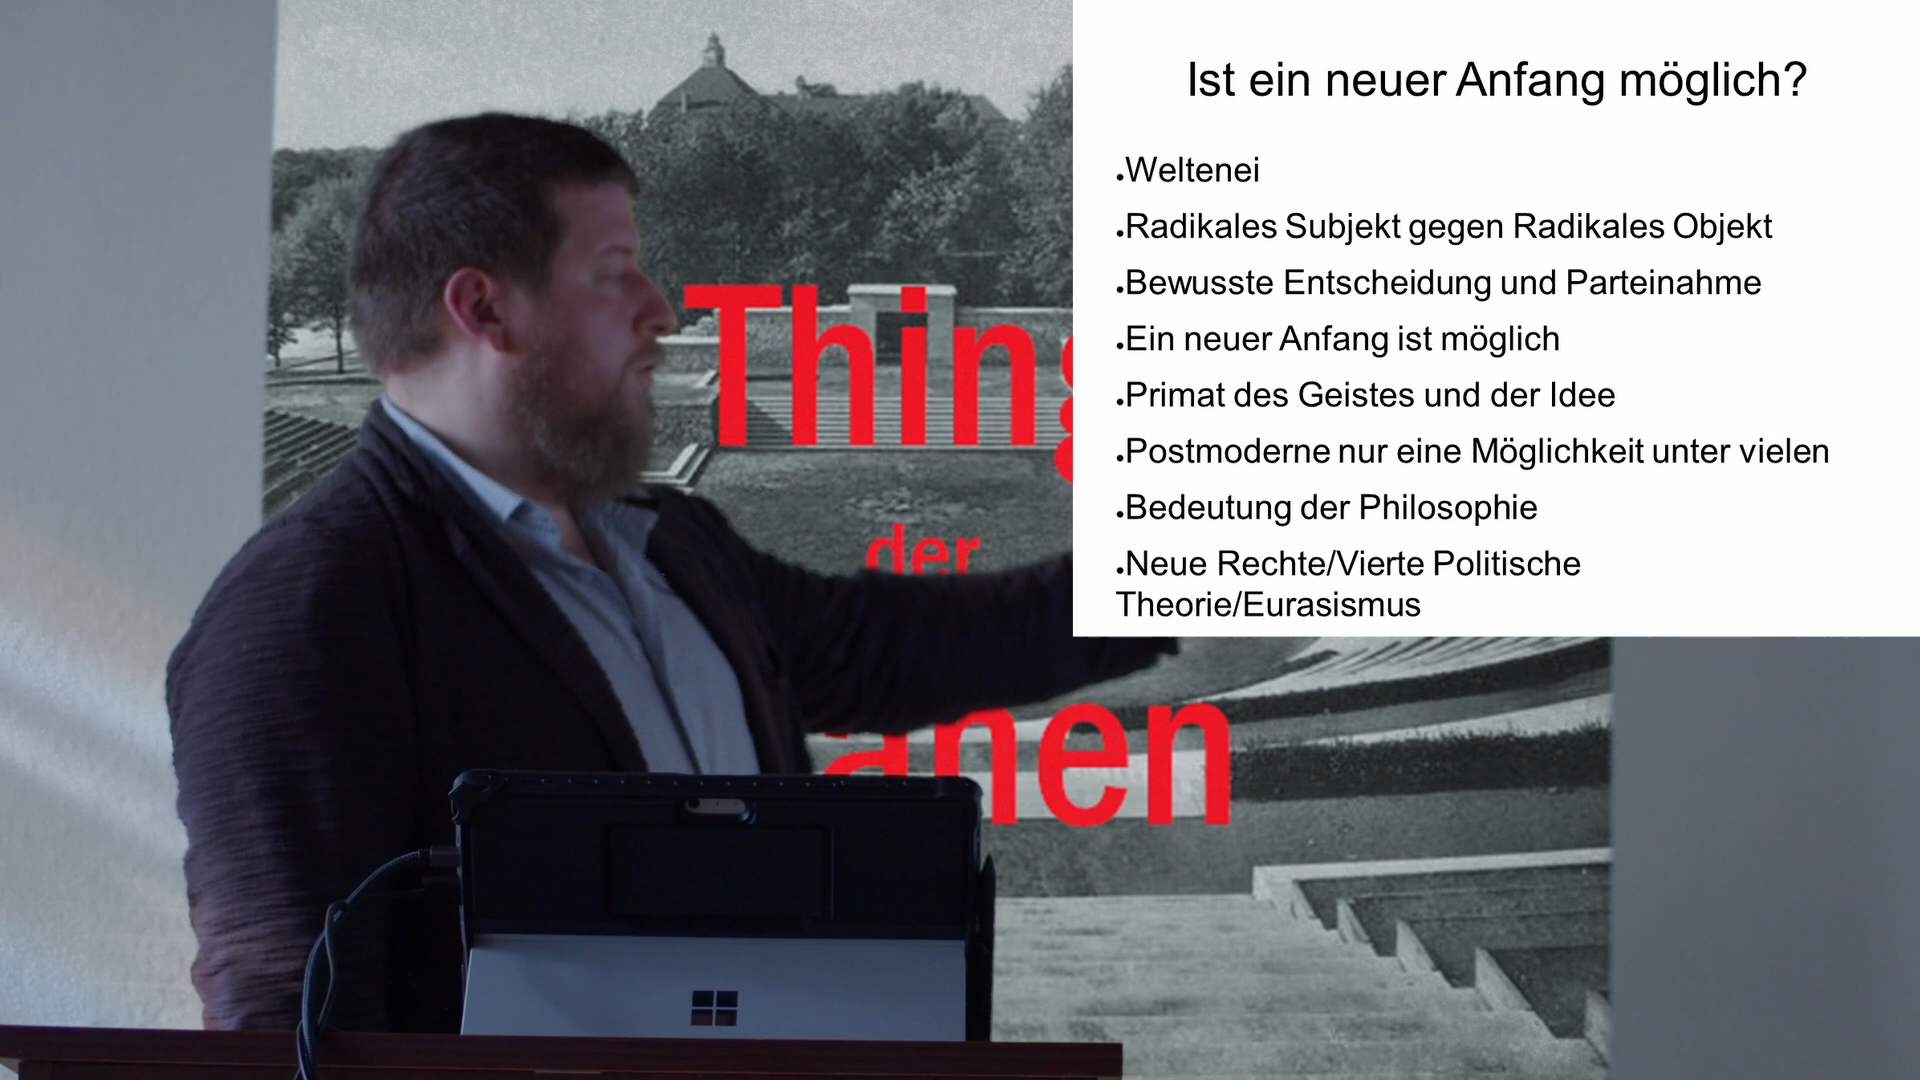 Ist ein neuer Anfang möglich?
.Weltenei
.Radikales Subjekt gegen Radikales Objekt
.Bewusste Entscheidung und Parteinahme
.Ein neuer Anfang ist möglich
.Primat des Geistes und der Idee
.Postmoderne nur eine Möglichkeit unter vielen
.Bedeutung der Philosophie
.Neue Rechte/Vierte Politische
Theorie/Eurasismus
Thing
der
anen